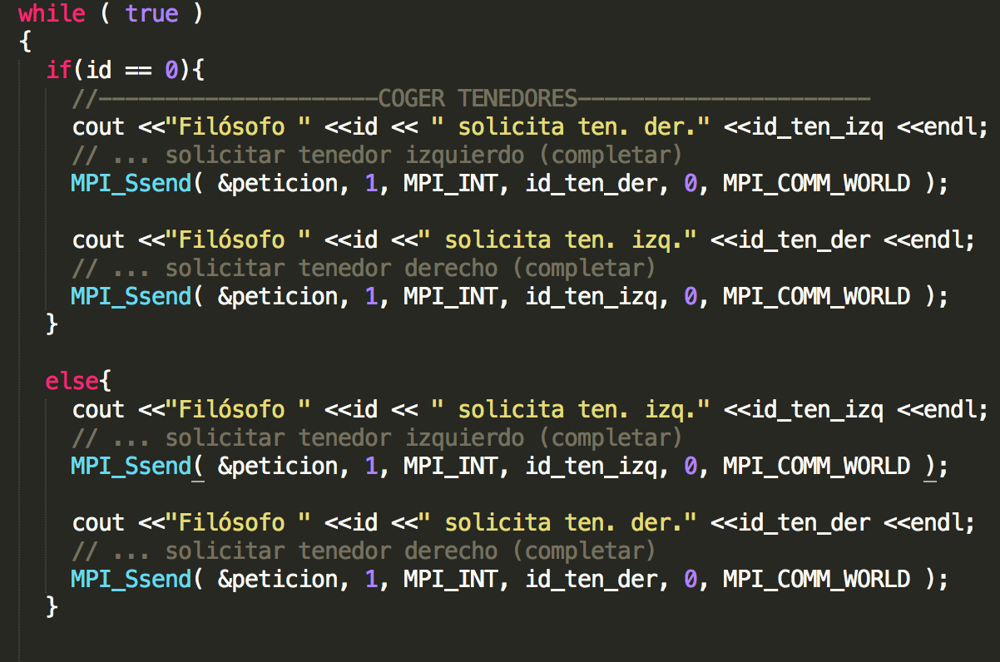 while ( true )
{
if(id == 0){
//---------------------COGER TENEDORES----------------------
cout <<"Filósofo " <<id << " solicita ten. der." <<id_ten_izq <<endl;
// ... solicitar tenedor izquierdo (completar)
MPI_Ssend( &peticion, 1, MPI_INT, id_ten_der, 0, MPI_COMM_WORLD );
cout <<"Filósofo " <<id <<" solicita ten. izq." <<id_ten_der <<endl;
// ... solicitar tenedor derecho (completar)
MPI_Ssend( &peticion, 1, MPI_INT, id_ten_izq, 0, MPI_COMM_WORLD );
}
else{
cout <<"Filósofo " <<id << " solicita ten. izq." <<id_ten_izq <<endl;
// ... solicitar tenedor izquierdo (completar)
MPI_Ssend( &peticion, 1, MPI_INT, id_ten_izq, 0, MPI_COMM_WORLD );
cout <<"Filósofo " <<id <<" solicita ten. der." <<id_ten_der <<endl;
// ... solicitar tenedor derecho (completar)
MPI_Ssend( &peticion, 1, MPI_INT, id_ten_der, 0, MPI_COMM_WORLD );
}